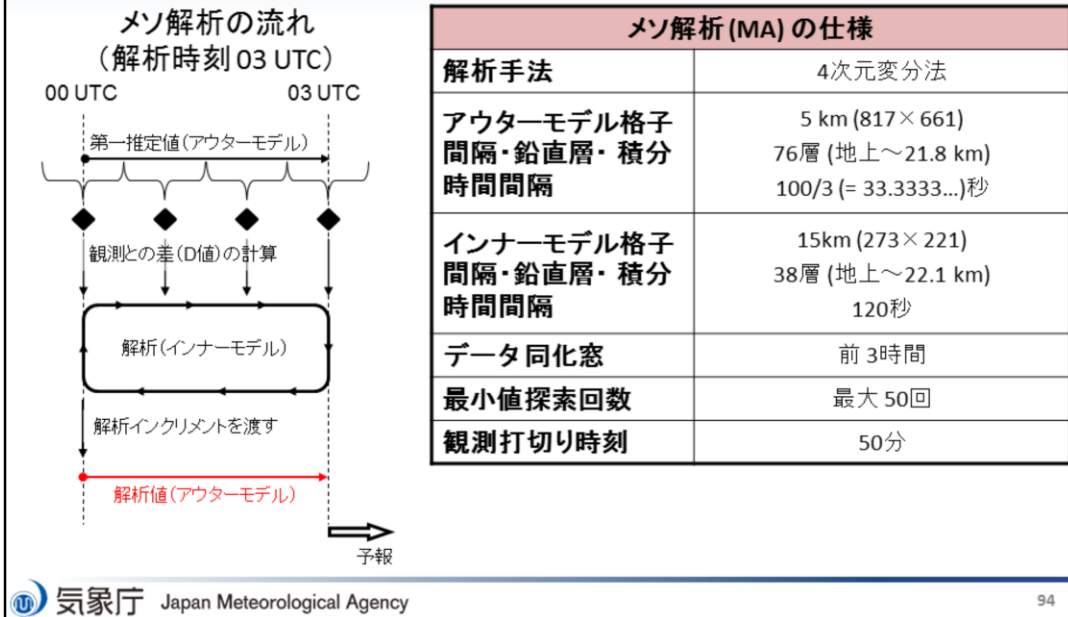 メソ解析の流れ
（解析時刻 03 UTC）
00 UTC
03 UTC
第一推定値（アウターモデル）
観測との差（D値）の計算
解析（インナーモデル）
解析インクリメントを渡す
解析値（アウターモデル）
予報
メソ解析 (MA) の仕様
解析手法
4次元変分法
アウターモデル格子
間隔・鉛直層・ 積分
時間間隔
5 km (817×661)
76層 (地上～21.8 km)
100/3 (= 33.3333...)秒
インナーモデル格子
間隔・鉛直層・ 積分
時間間隔
15km (273×221)
38層 (地上～22.1 km)
120秒
データ同化窓
前 3時間
最小値探索回数
最大 50回
観測打切り時刻
50分
気象庁 Japan Meteorological Agency
94